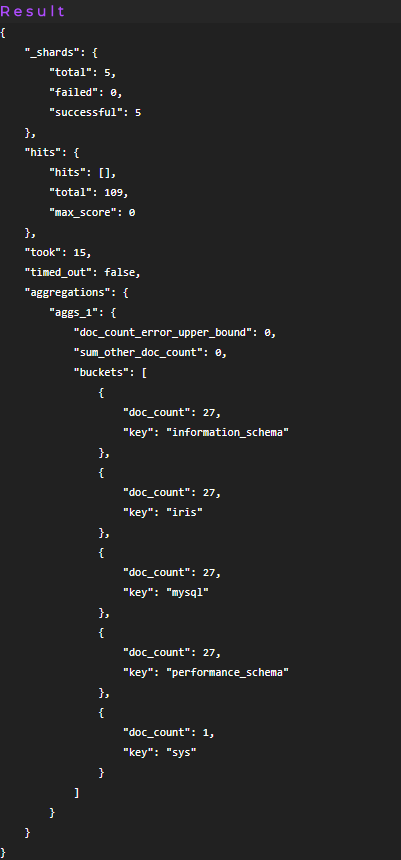 Result
{
    "_shards": {
        "total": 5,
        "failed": 0,
        "successful": 5
    },
    "hits": {
        "hits": [],
        "total": 109,
        "max_score": 0
    },
    "took": 15,
    "timed_out": false,
    "aggregations": {
        "aggs_1": {
            "doc_count_error_upper_bound": 0,
            "sum_other_doc_count": 0,
            "buckets": [
                {
                    "doc_count": 27,
                    "key": "information_schema"
                },
                {
                    "doc_count": 27,
                    "key": "iris"
                },
                {
                    "doc_count": 27,
                    "key": "mysql"
                },
                {
                    "doc_count": 27,
                    "key": "performance_schema"
                },
                {
                    "doc_count": 1,
                    "key": "sys"
                }
            ]
        }
    }
}